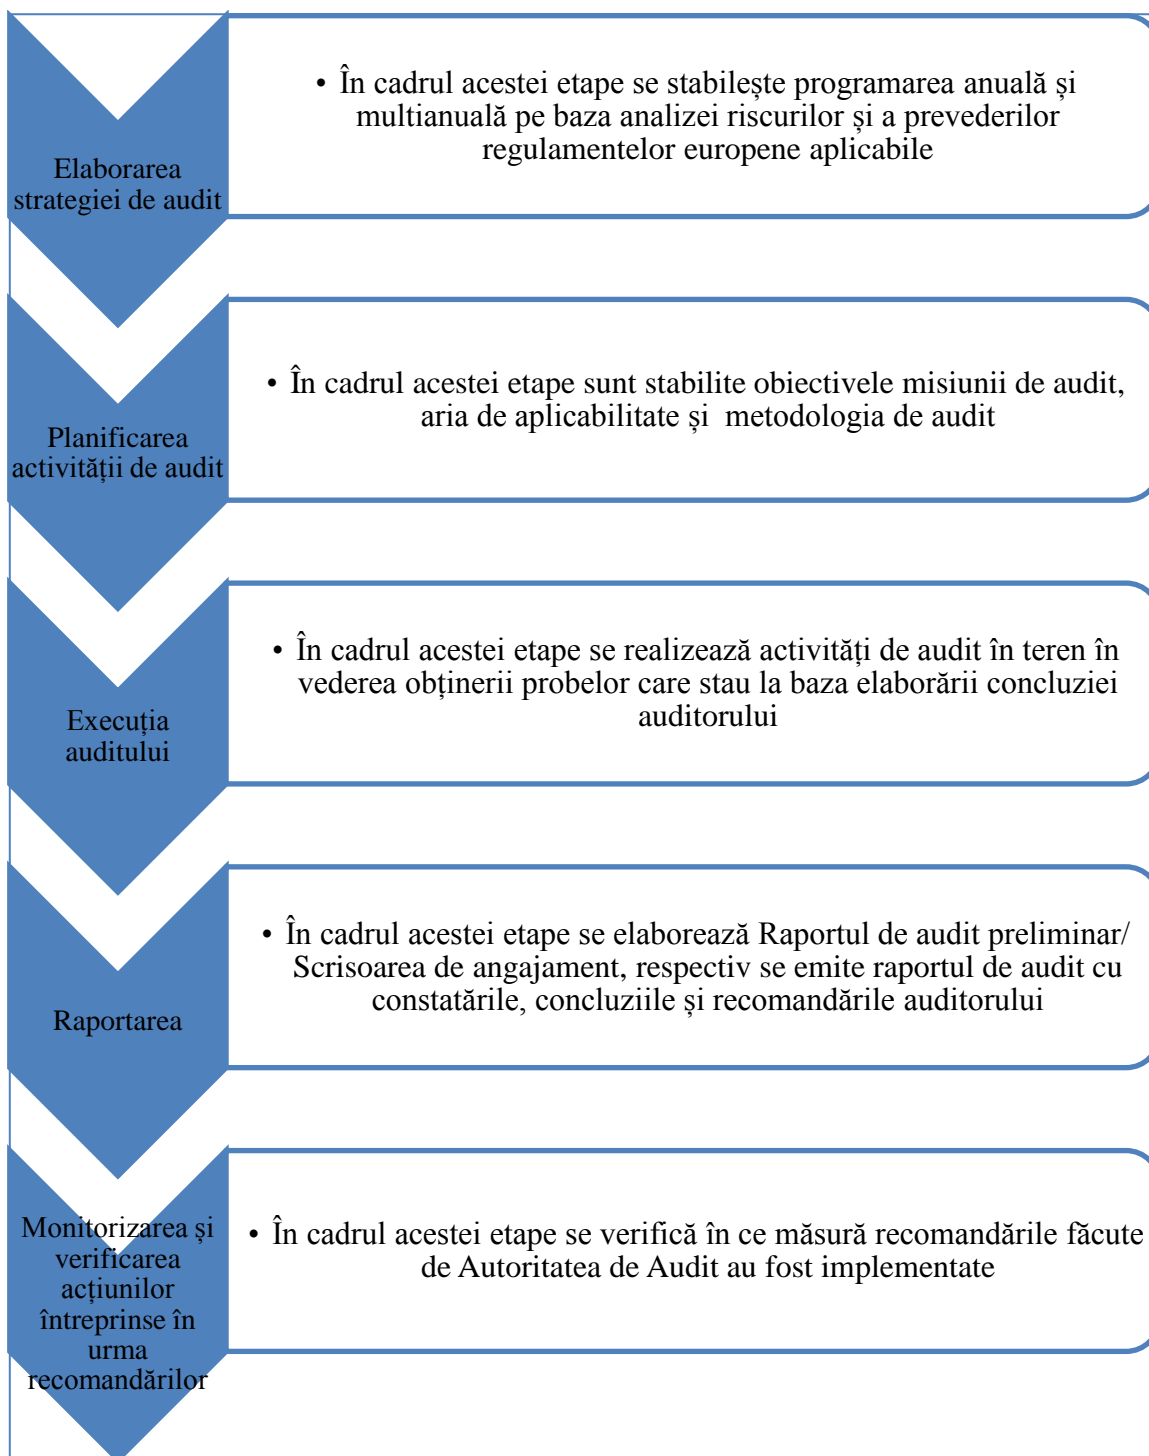 Elaborarea
strategiei de audit
• În cadrul acestei etape se stabilește programarea anuală și
multianuală pe baza analizei riscurilor și a prevederilor
regulamentelor europene aplicabile
Planificarea
activității de audit
• În cadrul acestei etape sunt stabilite obiectivele misiunii de audit,
aria de aplicabilitate și metodologia de audit
Execuția
auditului
• În cadrul acestei etape se realizează activități de audit în teren în
vederea obținerii probelor care stau la baza elaborării concluziei
auditorului
Raportarea
• În cadrul acestei etape se elaborează Raportul de audit preliminar/
Scrisoarea de angajament, respectiv se emite raportul de audit cu
constatările, concluziile și recomandările auditorului
Monitorizarea și
verificarea
acțiunilor
întreprinse în
urma
recomandărilor
• În cadrul acestei etape se verifică în ce măsură recomandările făcute
de Autoritatea de Audit au fost implementate